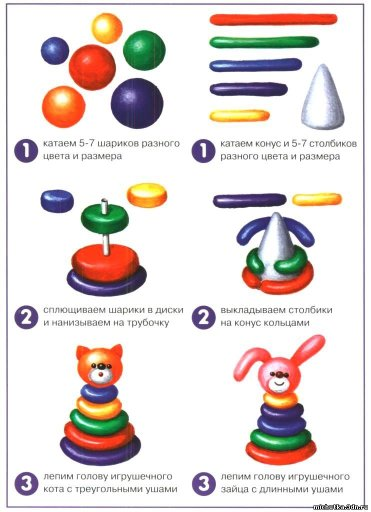 1
катаем 5-7 шариков разного
цвета и размера
1
катаем конус и 5-7 столбиков
разного цвета и размера
2
сплющиваем шарики в диски
и нанизываем на трубочку
2
выкладываем столбики
на конус кольцами
3
лепим голову игрушечного
кота с треугольными ушами
3
лепим голову игрушечного
зайца с длинными ушами